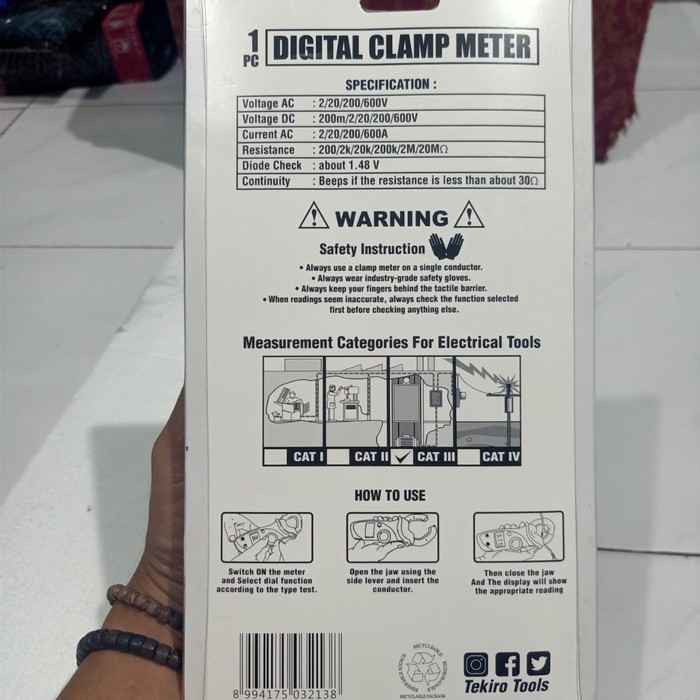 1
PC
DIGITAL CLAMP METER
SPECIFICATION :
Voltage AC : 2/20/200/600V
Voltage DC : 200m/2/20/200/600V
Current AC : 2/20/200/600A
Resistance : 200/2k/20k/200k/2M/20MΩ
Diode Check : about 1.48 V
Continuity : Beeps if the resistance is less than about 30Ω
WARNING
Safety Instruction
• Always use a clamp meter on a single conductor.
• Always wear industry-grade safety gloves.
• Always keep your fingers behind the tactile barrier.
• When readings seem inaccurate, always check the function selected
first before checking anything else.
Measurement Categories For Electrical Tools
CAT I CAT II CAT III CAT IV
HOW TO USE
Switch ON the meter
and Select dial function
according to the type test.
Open the jaw using the
side lever and insert the
conductor.
Then close the jaw
And The display will show
the appropriate reading
8 994175 032138
RECYCLABLE
RECYCLABLE PACKAGE
Tekiro Tools